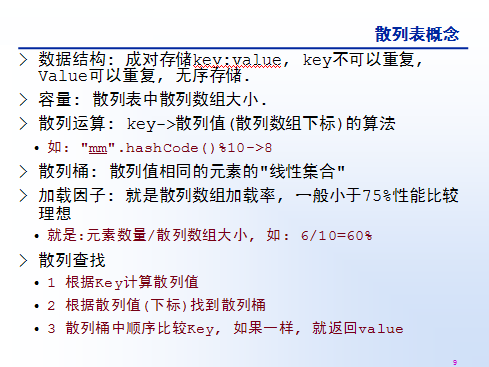 散列表概念
数据结构: 成对存储key:value, key不可以重复,
Value可以重复, 无序存储.
容量: 散列表中散列数组大小.
散列运算: key->散列值(散列数组下标)的算法
• 如: "mm".hashCode()%10->8
散列桶: 散列值相同的元素的"线性集合"
加载因子: 就是散列数组加载率, 一般小于75%性能比较
理想
• 就是:元素数量/散列数组大小, 如: 6/10=60%
散列查找
• 1 根据Key计算散列值
• 2 根据散列值(下标)找到散列桶
• 3 散列桶中顺序比较Key, 如果一样, 就返回value
9